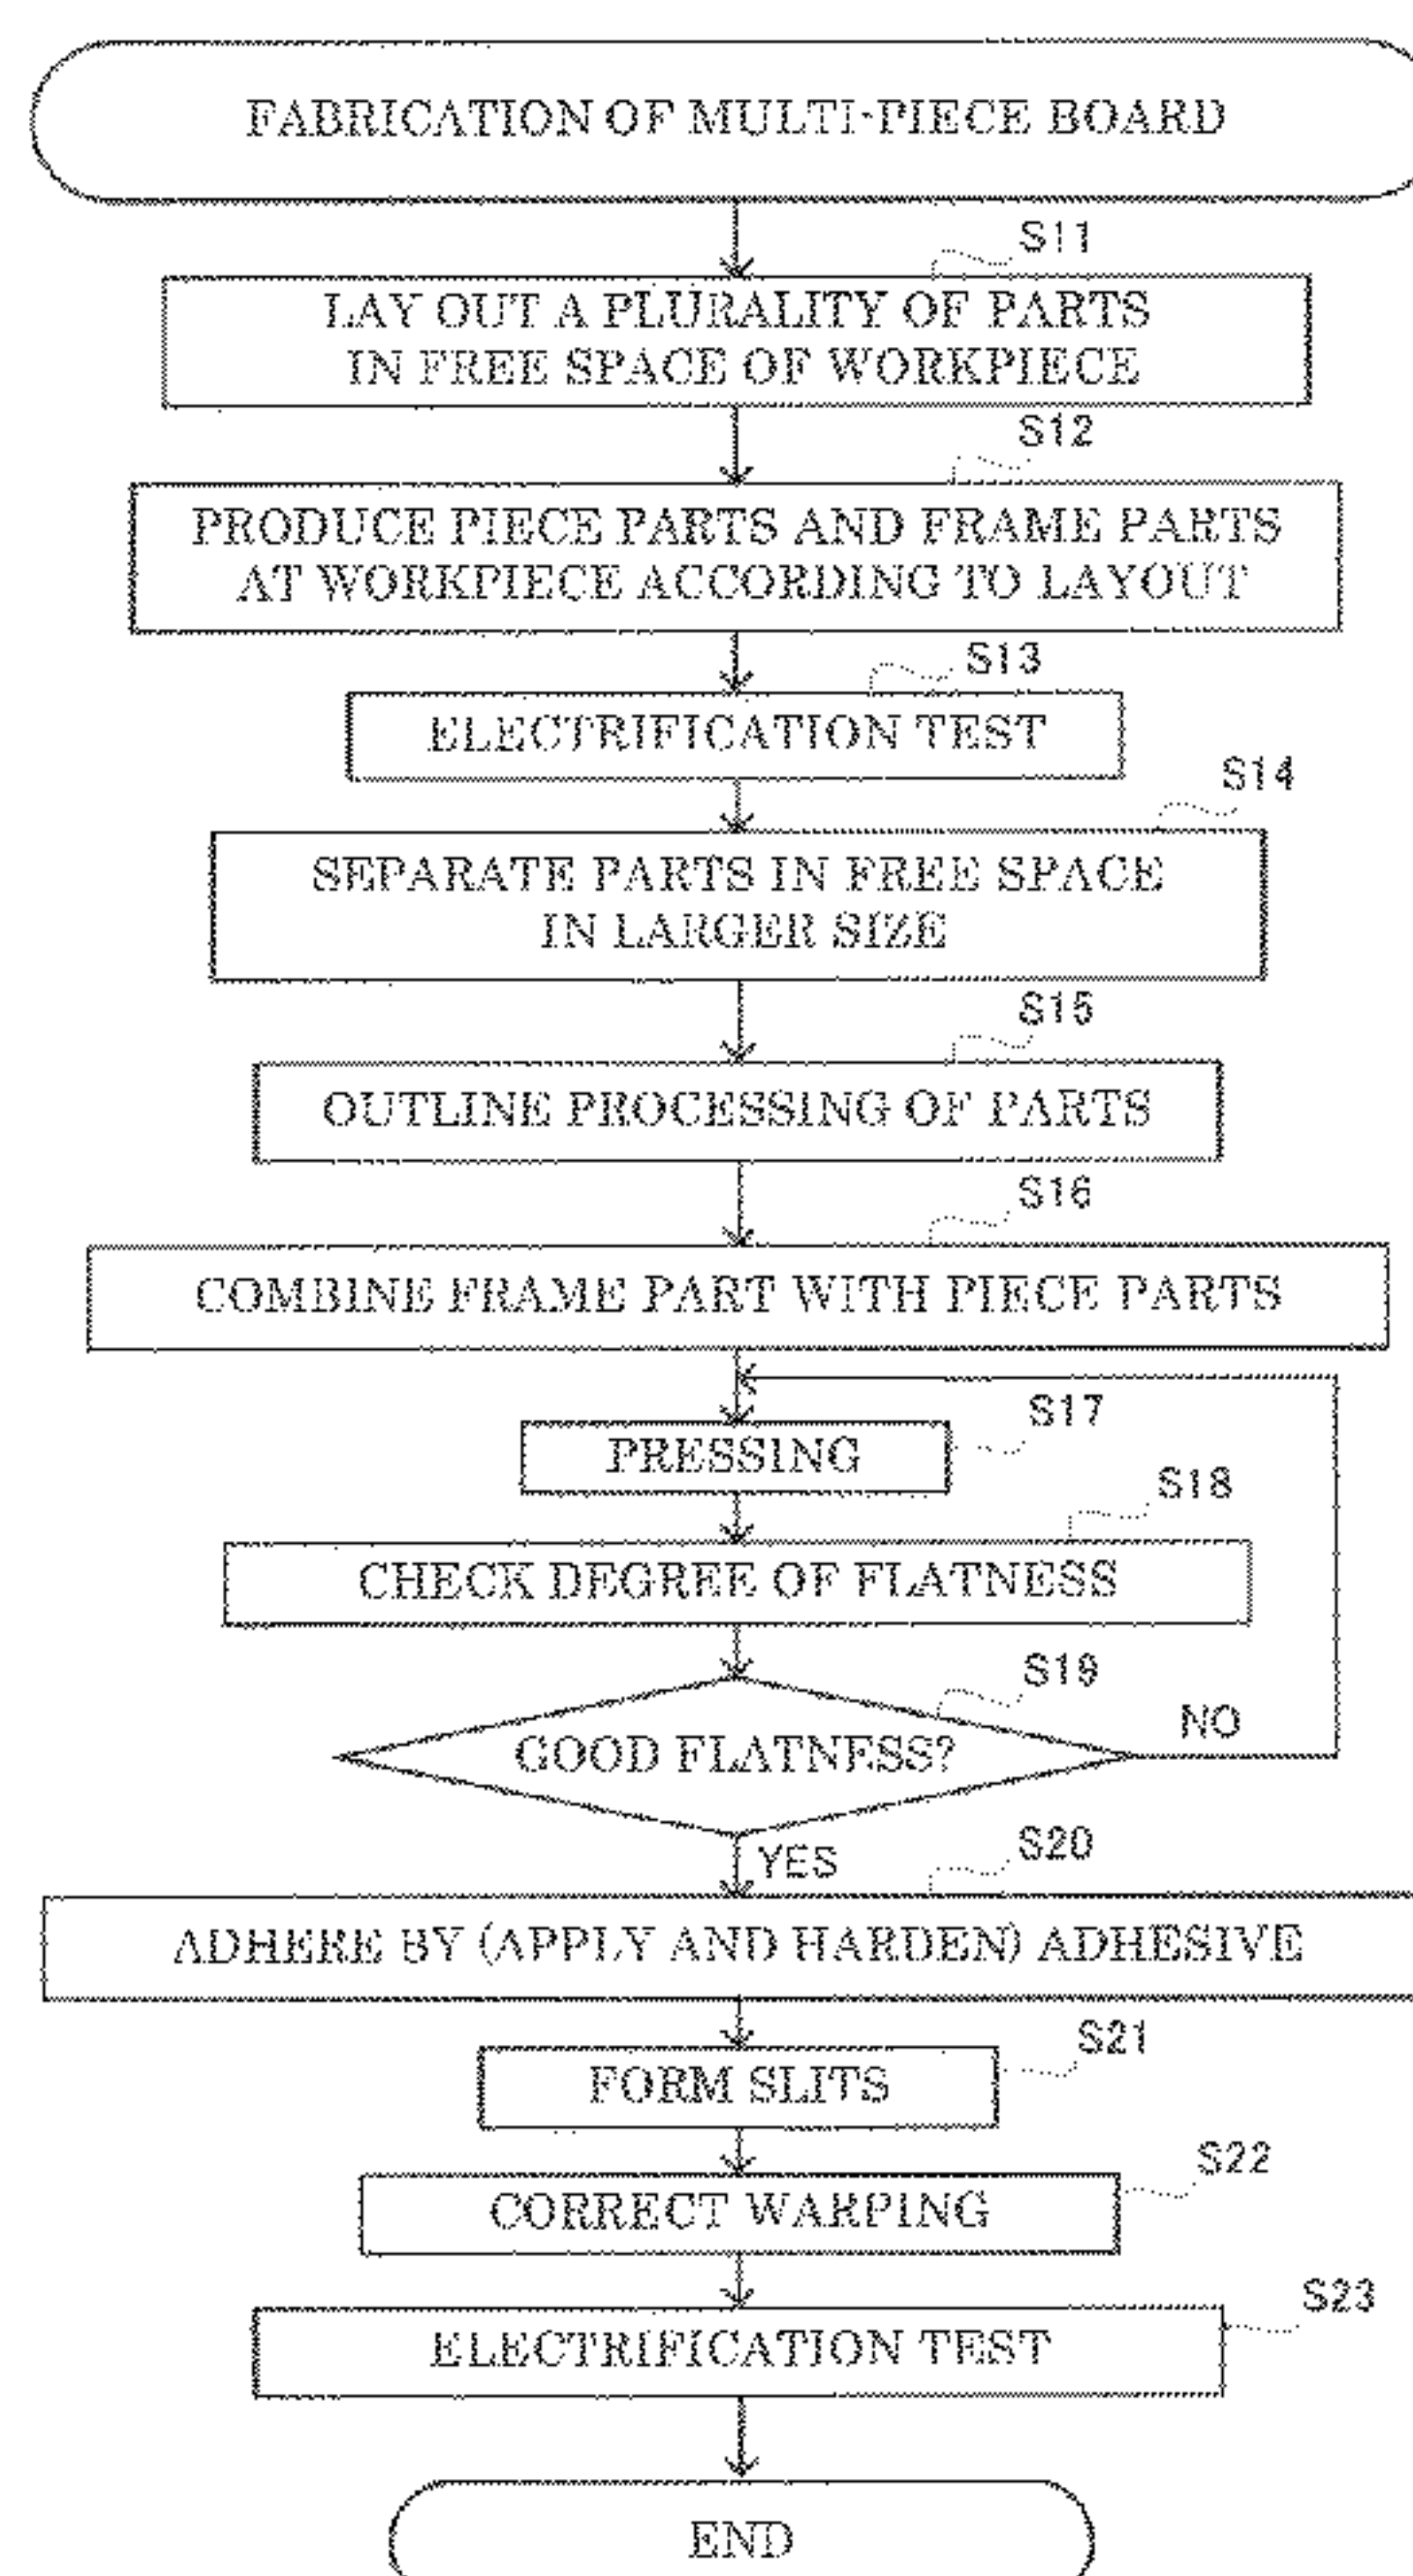 FABRICATION OF MULTI-PIECE BOARD
S11
LAY OUT A PLURALITY OF PARTS
IN FREE SPACE OF WORKPIECE
S12
PRODUCE PIECE PARTS AND FRAME PARTS
AT WORKPIECE ACCORDING TO LAYOUT
S13
ELECTRIFICATION TEST
S14
SEPARATE PARTS IN FREE SPACE
IN LARGER SIZE
S15
OUTLINE PROCESSING OF PARTS
S16
COMBINE FRAME PART WITH PIECE PARTS
S17
PRESSING
S18
CHECK DEGREE OF FLATNESS
S19
GOOD FLATNESS?
NO
YES
S20
ADHERE BY (APPLY AND HARDEN) ADHESIVE
S21
FORM SLITS
S22
CORRECT WARPING
S23
ELECTRIFICATION TEST
END